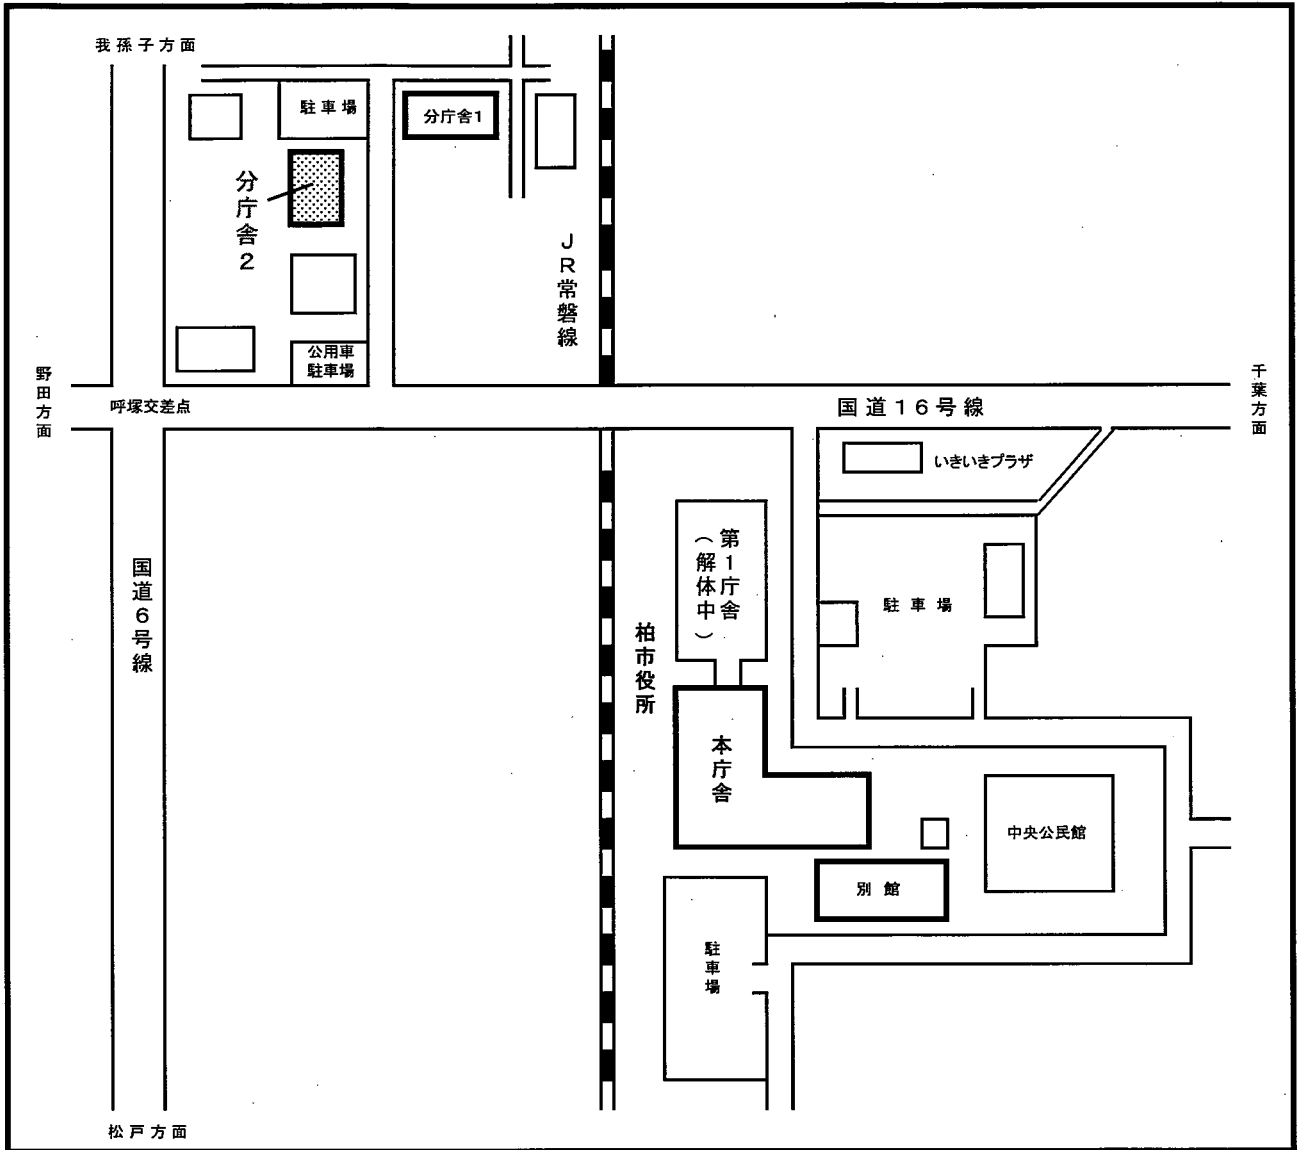 我孫子方面
駐車場
分庁舎1
分庁舎2
JR常磐線
公用車
駐車場
野田方面
呼塚交差点
国道16号線
千葉方面
いきいきプラザ
国道6号線
第1庁舎
(解体中)
駐車場
柏市役所
本庁舎
中央公民館
別館
駐車場
松戸方面